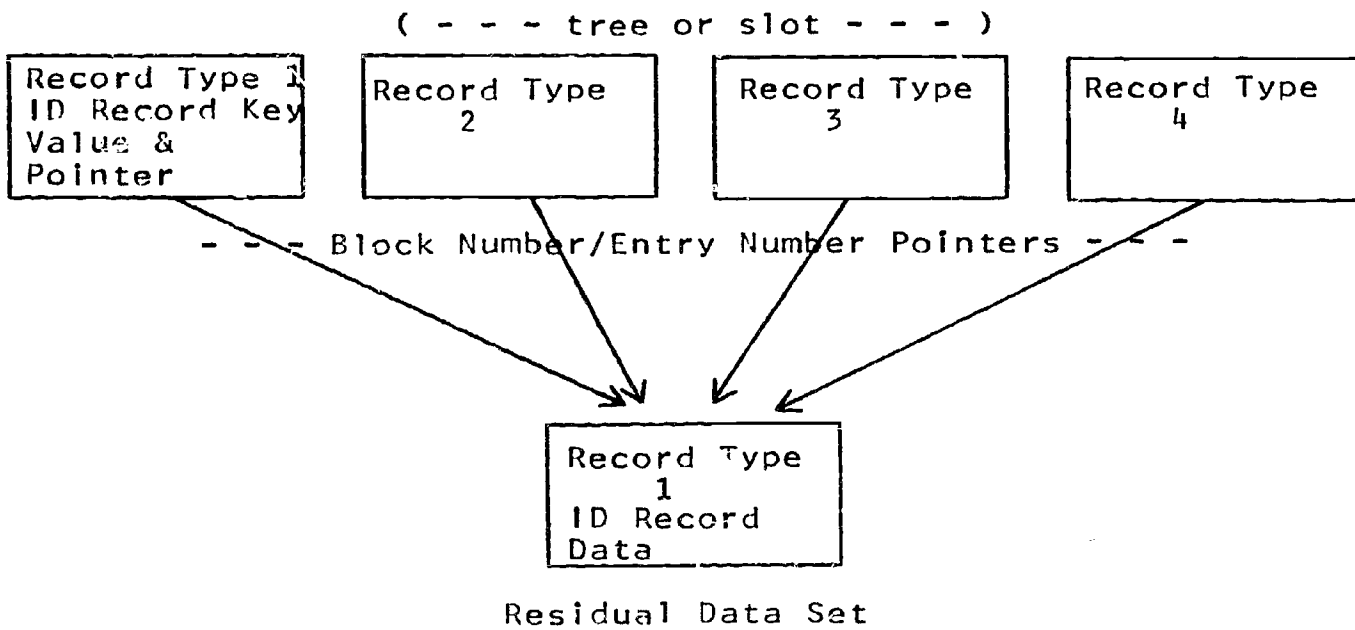 ( - - - tree or slot - - - )
Record Type 1
ID Record Key
Value &
Pointer
Record Type
2
Record Type
3
Record Type
4
- - - Block Number/Entry Number Pointers - - -
Record Type
1
ID Record
Data
Residual Data Set